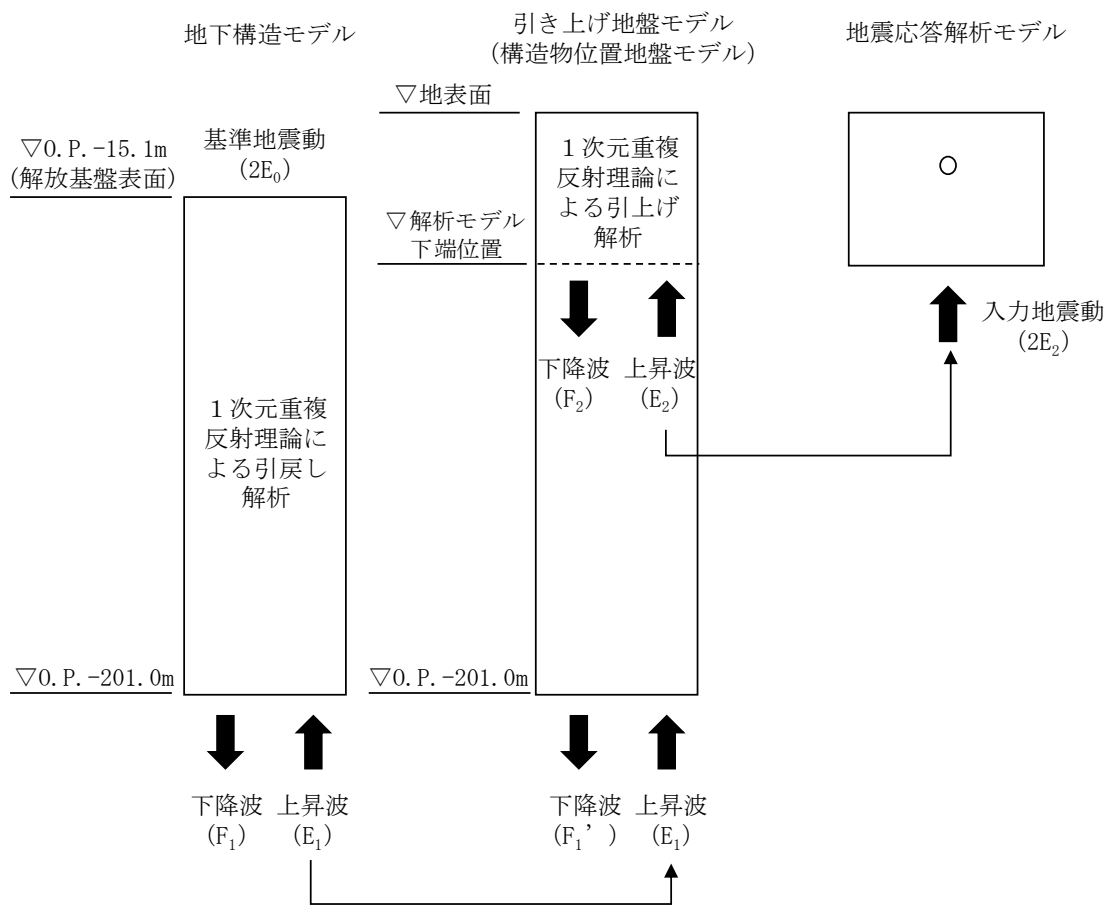 地下構造モデル
▽O.P.-15.1m
(解放基盤表面)
基準地震動
(2E₀)
１次元重複
反射理論に
よる引戻し
解析
▽O.P.-201.0m
下降波
(F₁)
上昇波
(E₁)
引き上げ地盤モデル
(構造物位置地盤モデル)
▽地表面
１次元重複
反射理論に
よる引上げ
解析
▽解析モデル
下端位置
下降波
(F₂)
上昇波
(E₂)
▽O.P.-201.0m
下降波
(F₁’)
上昇波
(E₁)
地震応答解析モデル
入力地震動
(2E₂)